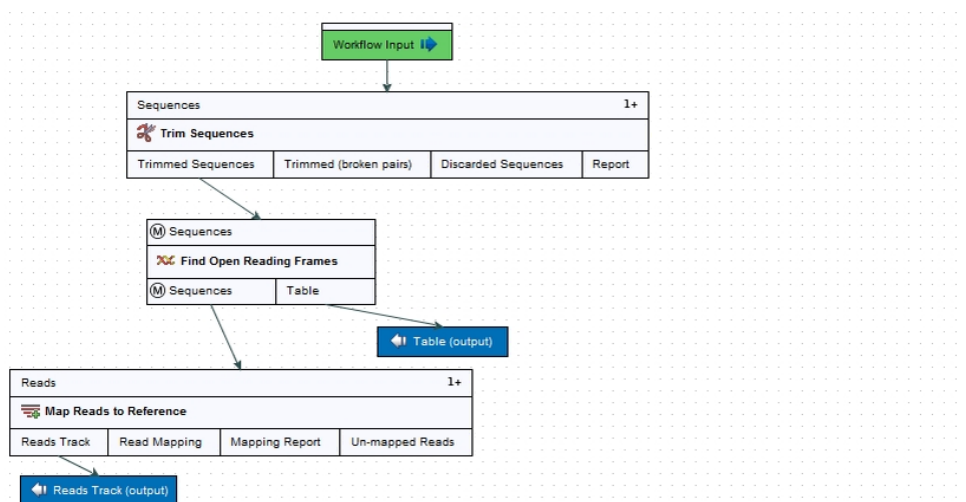 Workflow Input
Sequences 1+
Trim Sequences
Trimmed Sequences Trimmed (broken pairs) Discarded Sequences Report
M Sequences
Find Open Reading Frames
M Sequences Table
Table (output)
Reads 1+
Map Reads to Reference
Reads Track Read Mapping Mapping Report Un-mapped Reads
Reads Track (output)